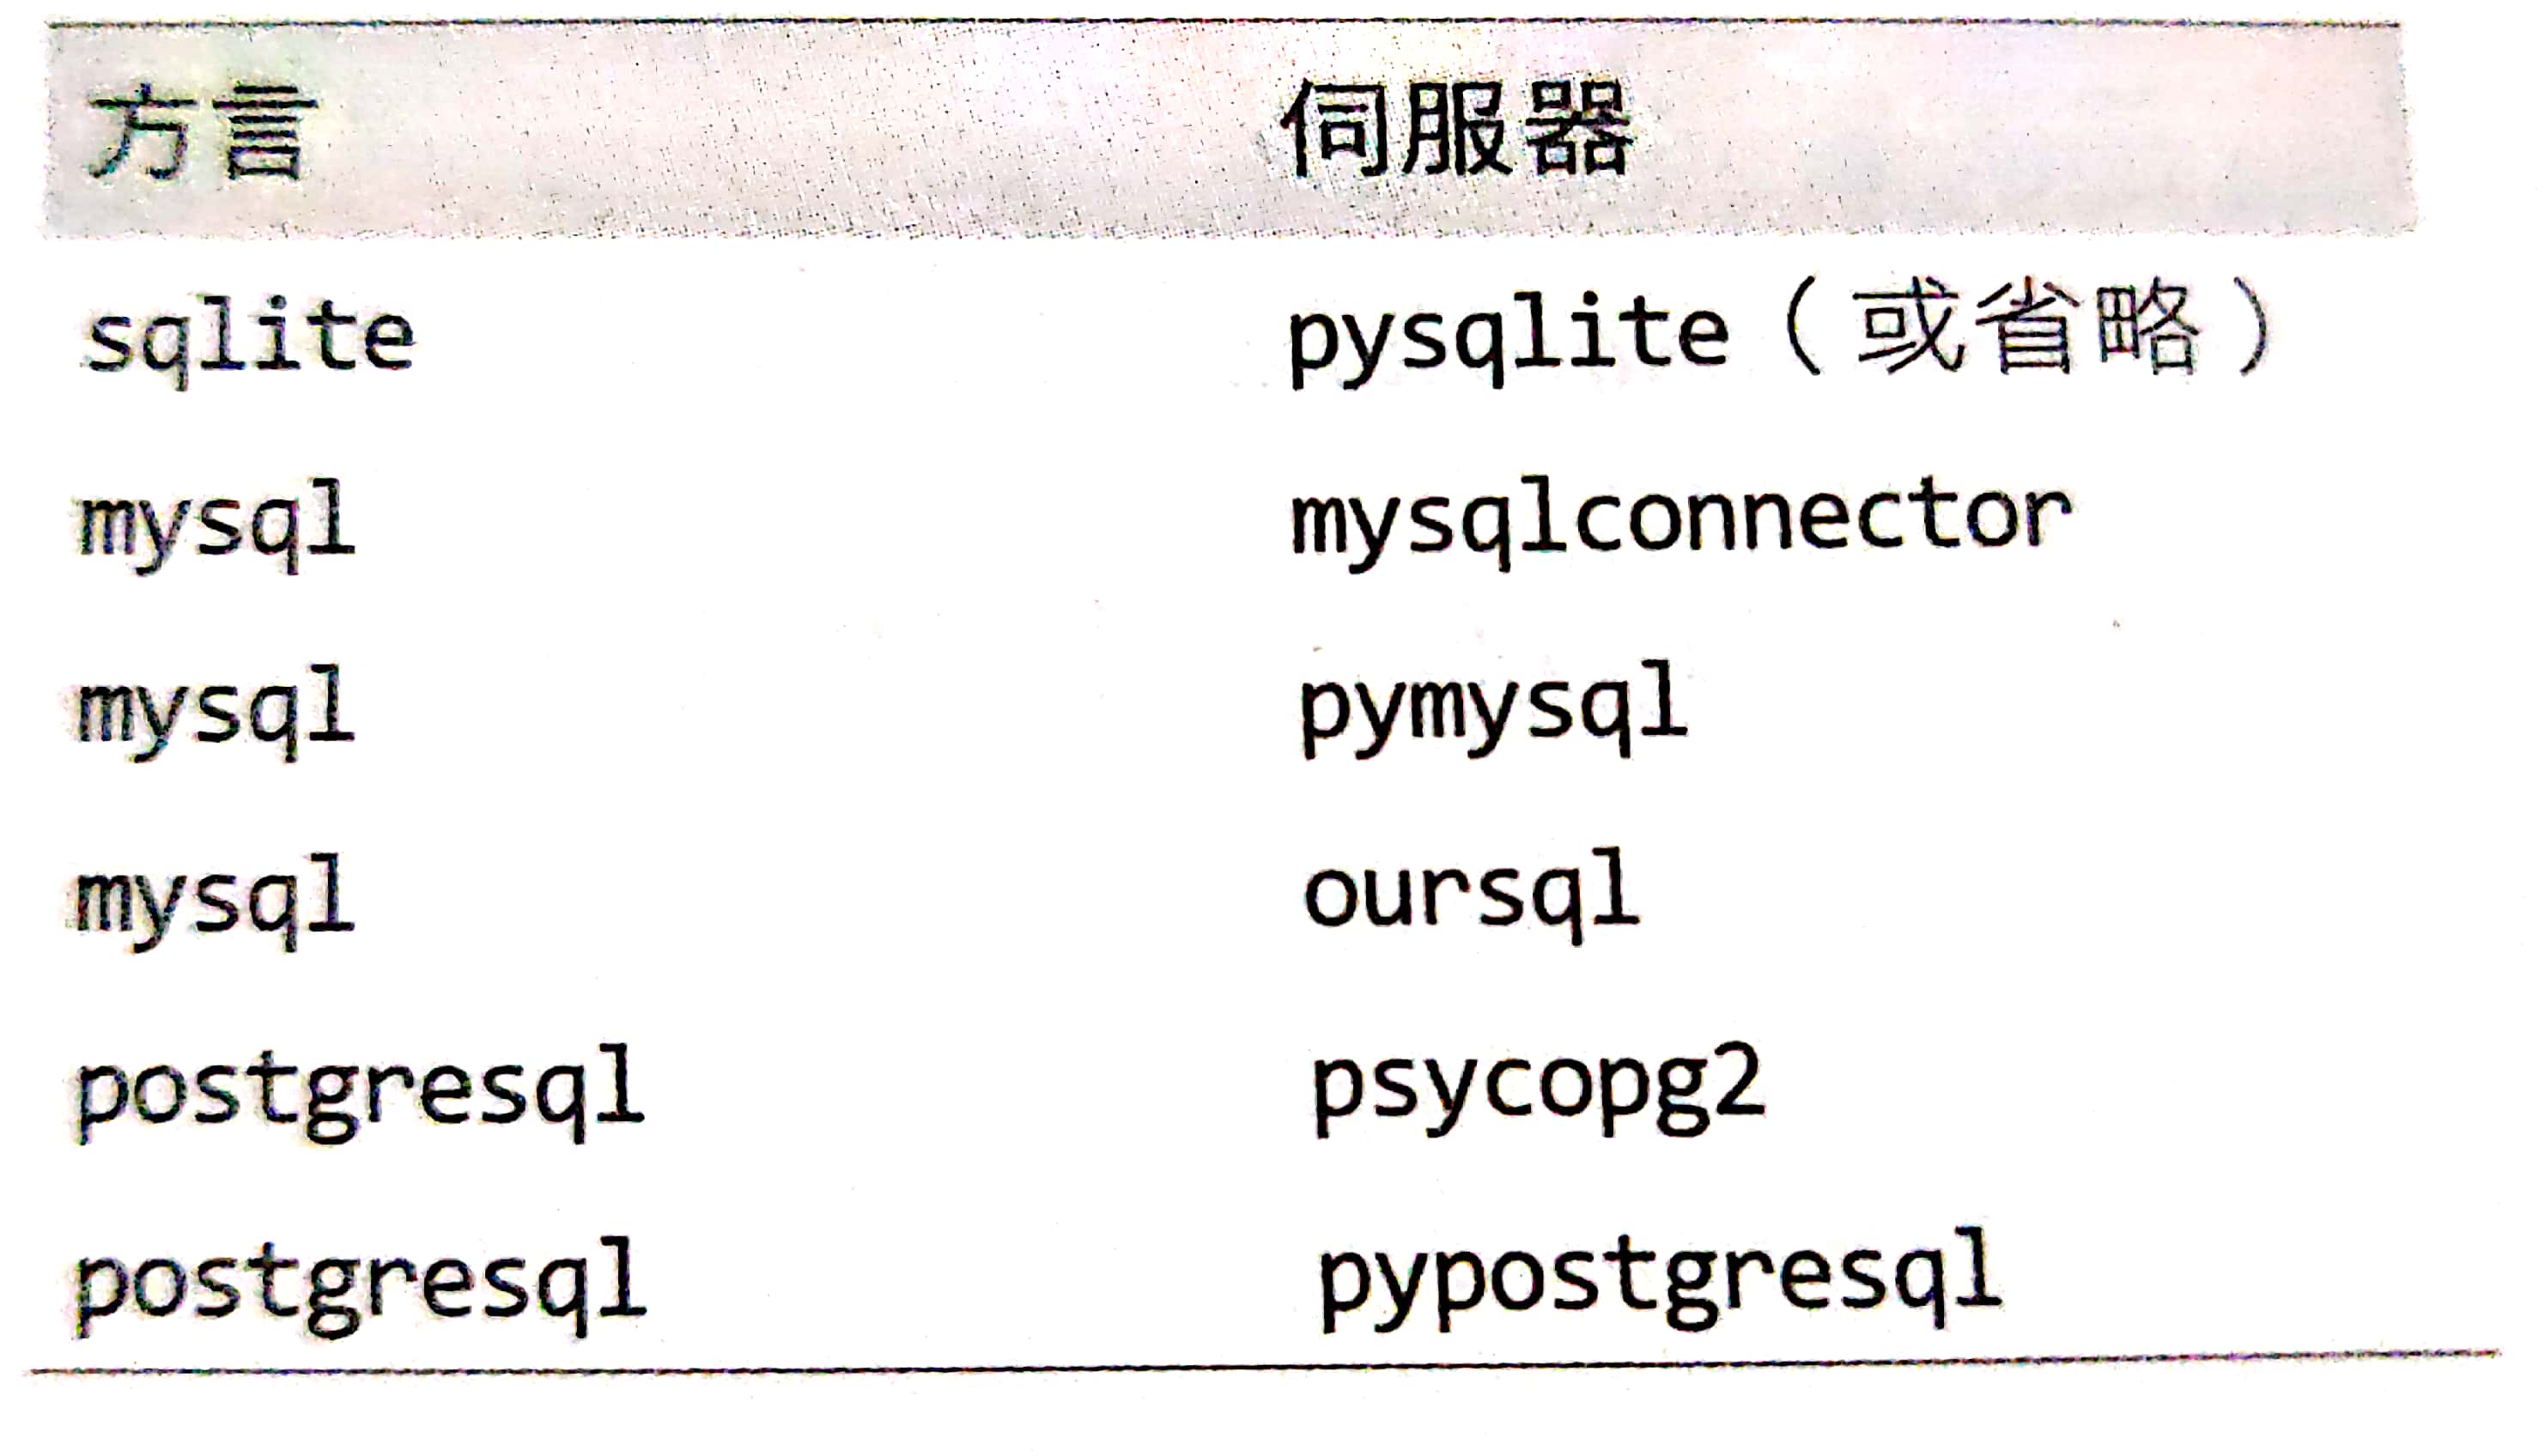 方言 伺服器
sqlite pysqlite（或省略）
mysql mysqlconnector
mysql pymysql
mysql oursql
postgresql psycopg2
postgresql pypostgresql